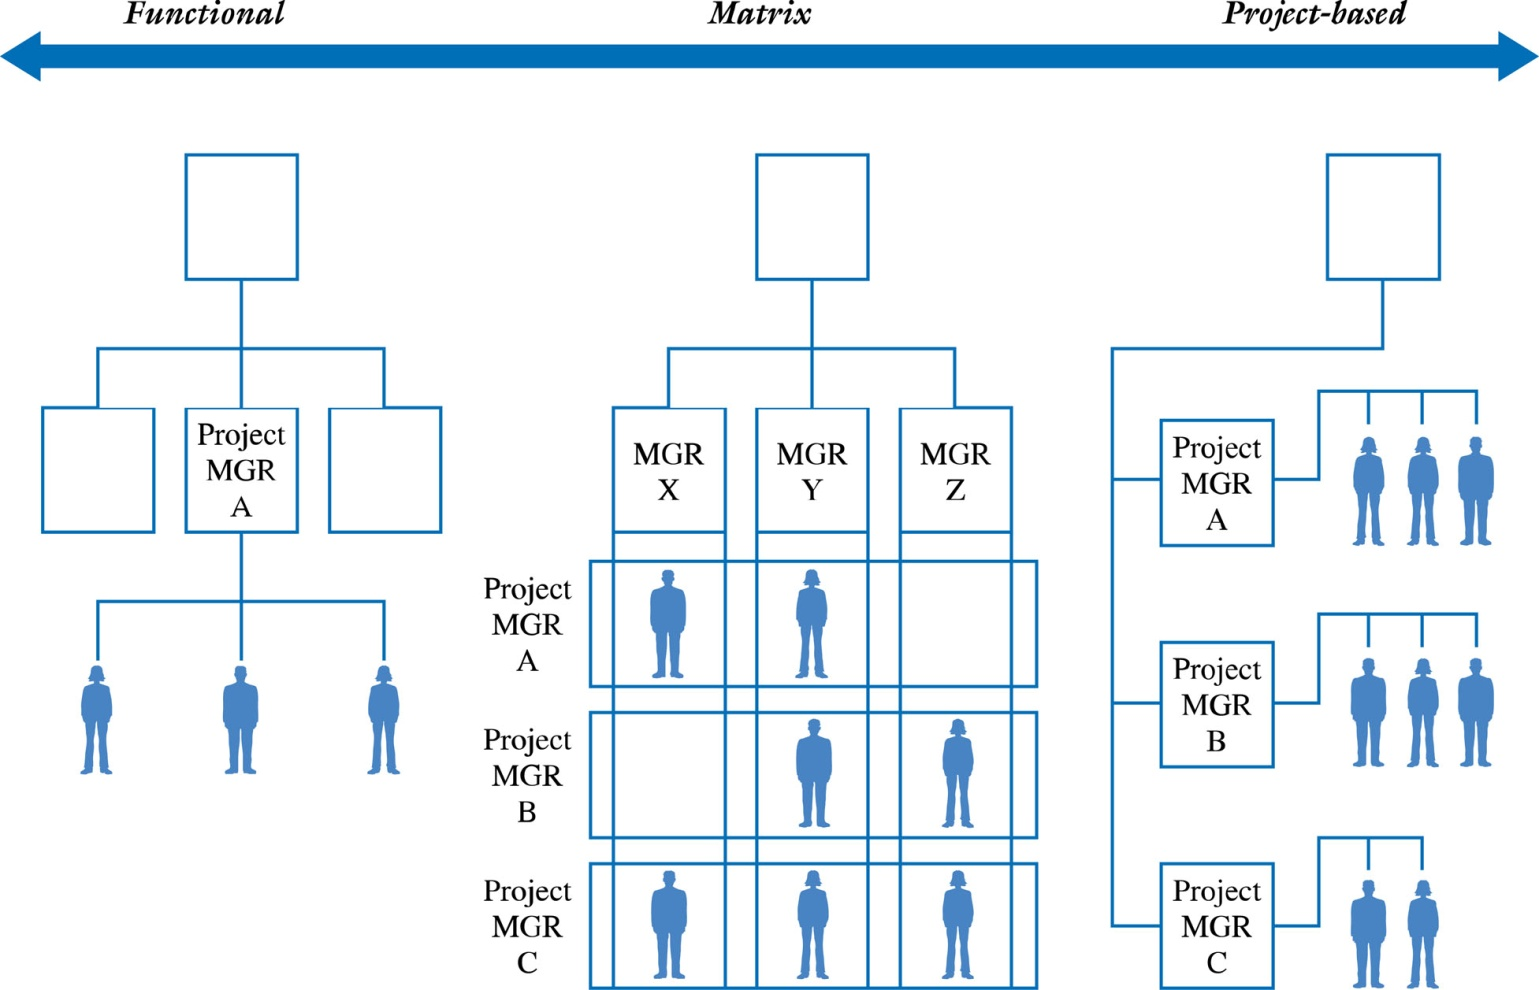 Functional
Matrix
Project-based
Project
MGR
A
MGR
X
MGR
Y
MGR
Z
Project
MGR
A
Project
MGR
B
Project
MGR
C
Project
MGR
A
Project
MGR
B
Project
MGR
C